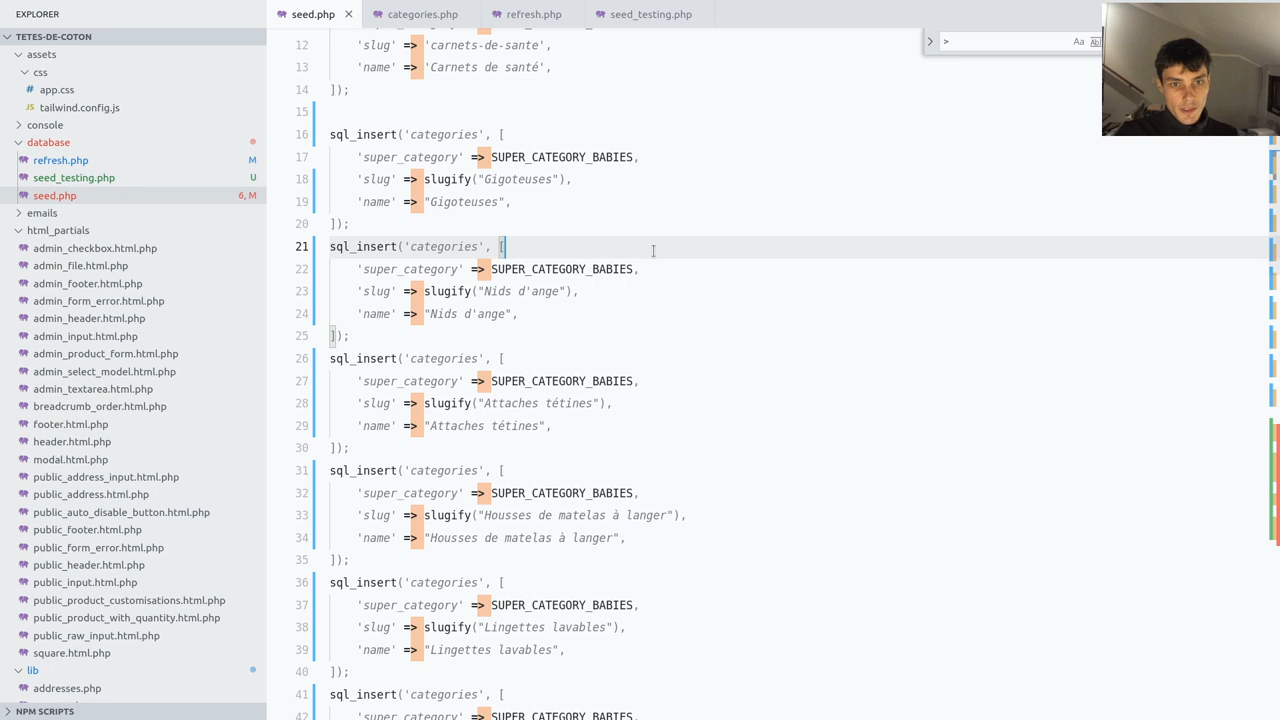 EXPLORER
TETES-DE-COTON
assets
css
# app.css
JS tailwind.config.js
console
database
refresh.php M
seed_testing.php U
seed.php 6, M
emails
html_partials
admin_checkbox.html.php
admin_file.html.php
admin_footer.html.php
admin_form_error.html.php
admin_header.html.php
admin_input.html.php
admin_product_form.html.php
admin_select_model.html.php
admin_textarea.html.php
breadcrumb_order.html.php
footer.html.php
header.html.php
modal.html.php
public_address_input.html.php
public_address.html.php
public_auto_disable_button.html.php
public_footer.html.php
public_form_error.html.php
public_header.html.php
public_input.html.php
public_product_customisations.html.php
public_product_with_quantity.html.php
public_raw_input.html.php
square.html.php
lib
addresses.php
NPM SCRIPTS
seed.php
categories.php
refresh.php
seed_testing.php
>
Aa
Abl
12 'slug' => 'carnets-de-sante',
13 'name' => 'Carnets de santé',
14 ]);
15
16 sql_insert('categories', [
17 'super_category' => SUPER_CATEGORY_BABIES,
18 'slug' => slugify("Gigoteuses"),
19 'name' => "Gigoteuses",
20 ]);
21 sql_insert('categories', [
22 'super_category' => SUPER_CATEGORY_BABIES,
23 'slug' => slugify("Nids d'ange"),
24 'name' => "Nids d'ange",
25 ]);
26 sql_insert('categories', [
27 'super_category' => SUPER_CATEGORY_BABIES,
28 'slug' => slugify("Attaches tétines"),
29 'name' => "Attaches tétines",
30 ]);
31 sql_insert('categories', [
32 'super_category' => SUPER_CATEGORY_BABIES,
33 'slug' => slugify("Housses de matelas à langer"),
34 'name' => "Housses de matelas à langer",
35 ]);
36 sql_insert('categories', [
37 'super_category' => SUPER_CATEGORY_BABIES,
38 'slug' => slugify("Lingettes lavables"),
39 'name' => "Lingettes lavables",
40 ]);
41 sql_insert('categories', [
42 'super_category' => SUPER_CATEGORY_BABIES,